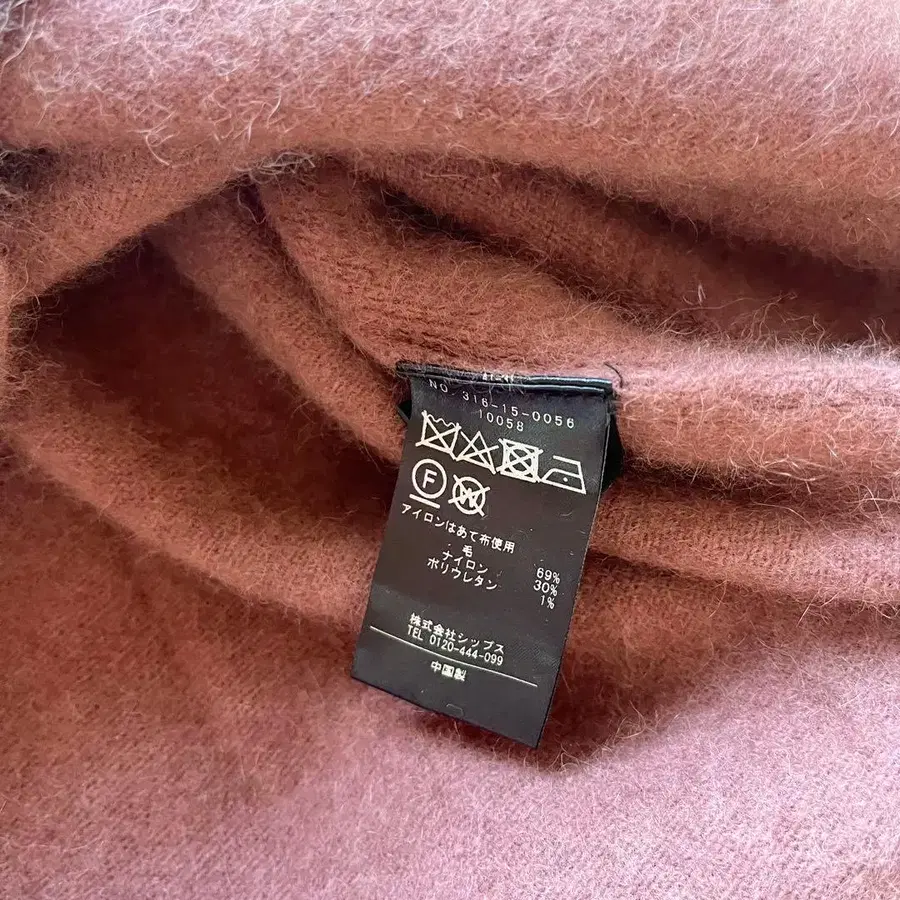 NO. 316-15-0056
10058
F W
アイロンはあて布使用
毛 69%
ナイロン 30%
ポリウレタン 1%
株式会社シップス
TEL 0120-444-099
中国製